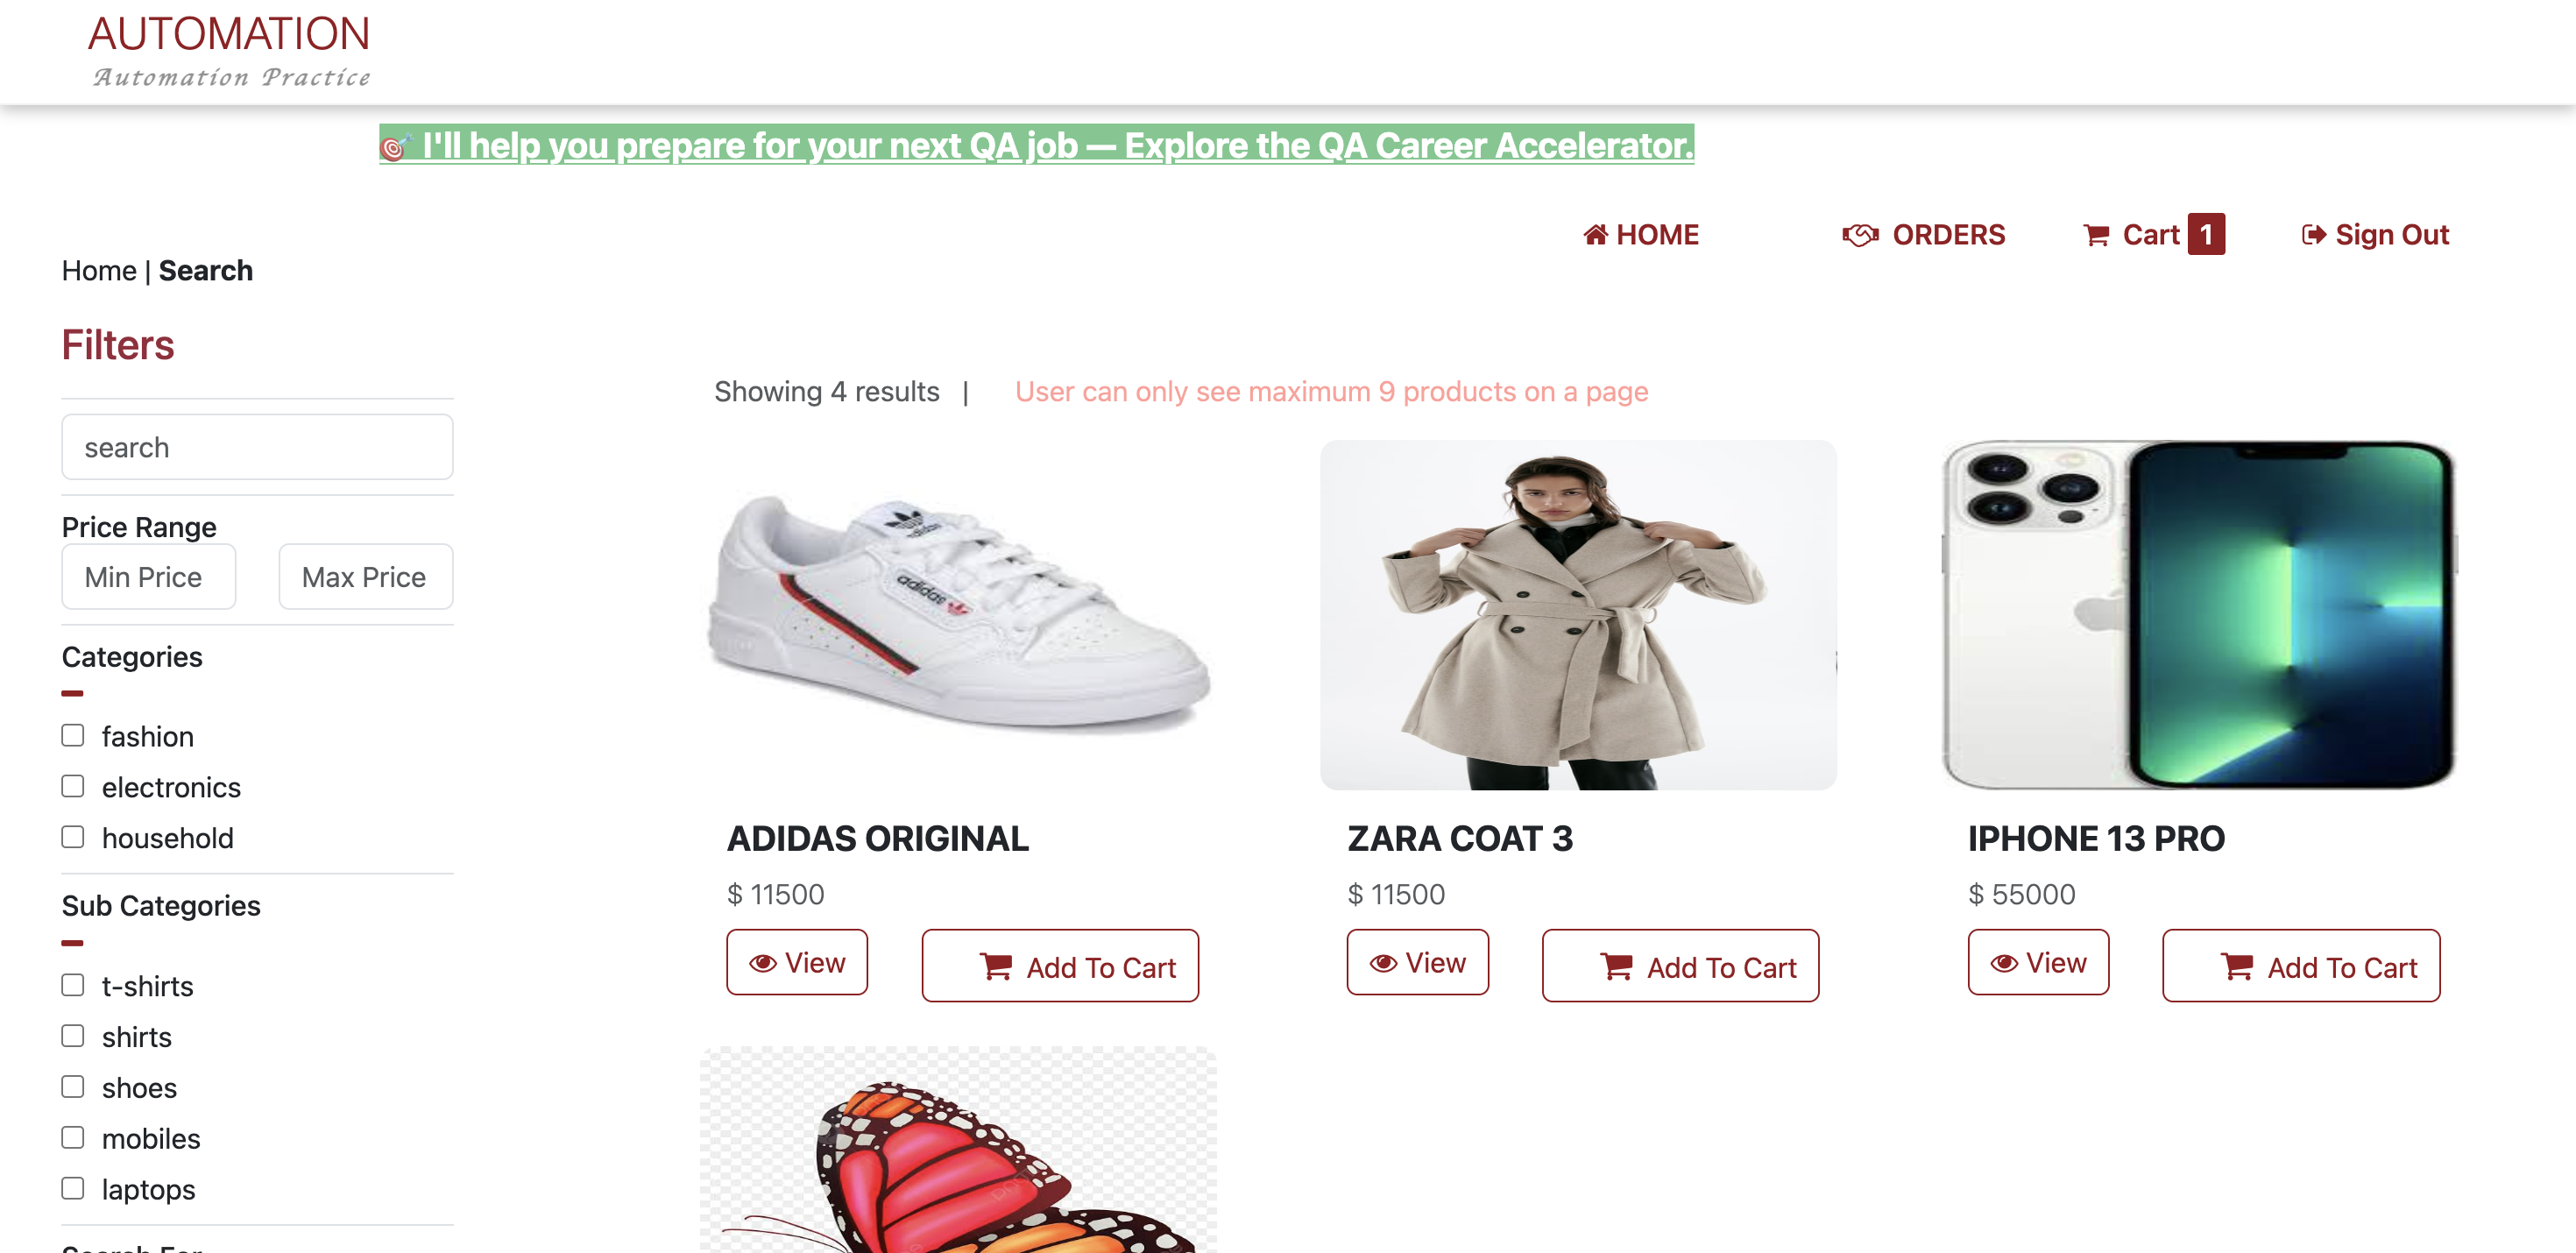 AUTOMATION
Automation Practice
🎯 I'll help you prepare for your next QA job — Explore the QA Career Accelerator.
HOME
ORDERS
Cart 1
Sign Out
Home | Search
Filters
Showing 4 results |
User can only see maximum 9 products on a page
search
Price Range
Min Price
Max Price
Categories
fashion
electronics
household
Sub Categories
t-shirts
shirts
shoes
mobiles
laptops
adidas
adidas
ADIDAS ORIGINAL
$ 11500
View
Add To Cart
ZARA COAT 3
$ 11500
View
Add To Cart
IPHONE 13 PRO
$ 55000
View
Add To Cart
Search For